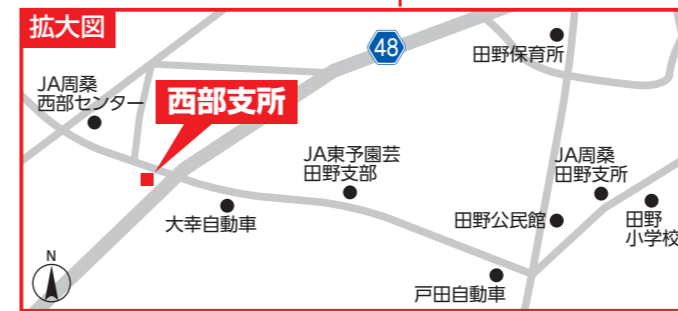 拡大図
48
田野保育所
JA周桑
西部センター
西部支所
JA東予園芸
田野支部
JA周桑
田野支所
大幸自動車
田野公民館
田野
小学校
N
戸田自動車